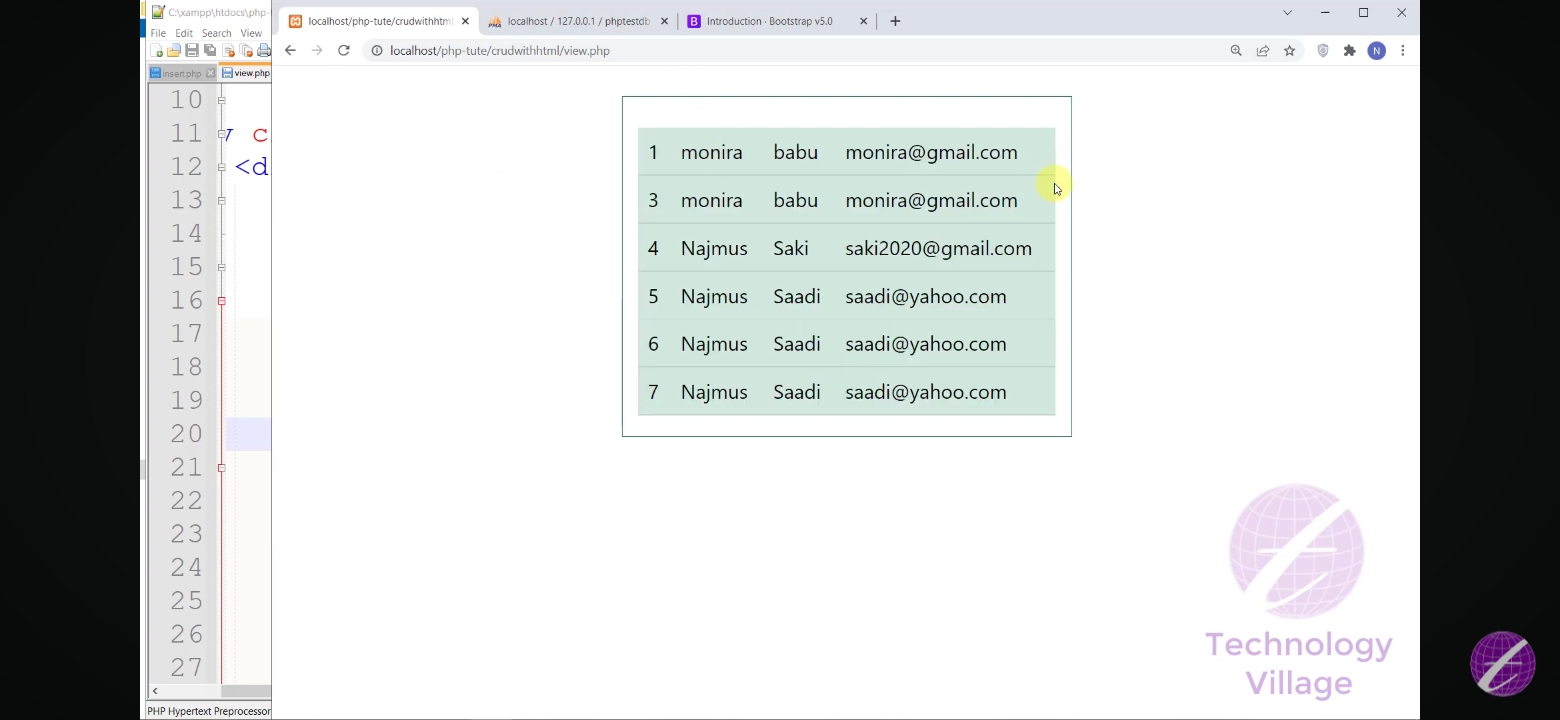 C:\xampp\htdocs\php-
File Edit Search View
insert.php view.php
10
11 c
12 <d
13
14
15
16
17
18
19
20
21
22
23
24
25
26
27
PHP Hypertext Preprocessor
localhost/php-tute/crudwithhtml localhost / 127.0.0.1 / phptestdb Introduction · Bootstrap v5.0
localhost/php-tute/crudwithhtml/view.php
N
1 monira babu monira@gmail.com
3 monira babu monira@gmail.com
4 Najmus Saki saki2020@gmail.com
5 Najmus Saadi saadi@yahoo.com
6 Najmus Saadi saadi@yahoo.com
7 Najmus Saadi saadi@yahoo.com
Technology
Village